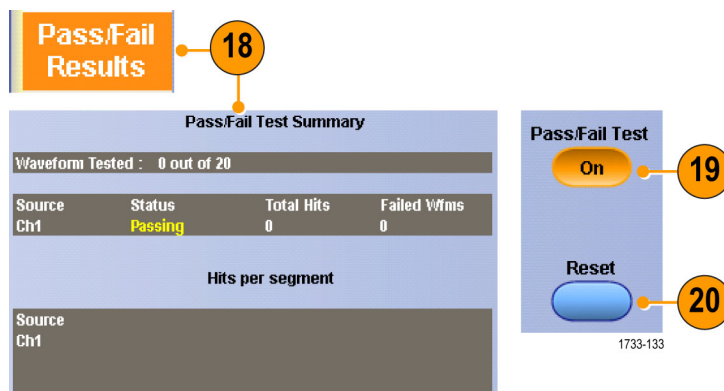 Pass/Fail
Results
18
Pass/Fail Test Summary
Waveform Tested : 0 out of 20
Source Status Total Hits Failed Wfms
Ch1 Passing 0 0
Hits per segment
Source
Ch1
Pass/Fail Test
On
19
Reset
20
1733-133